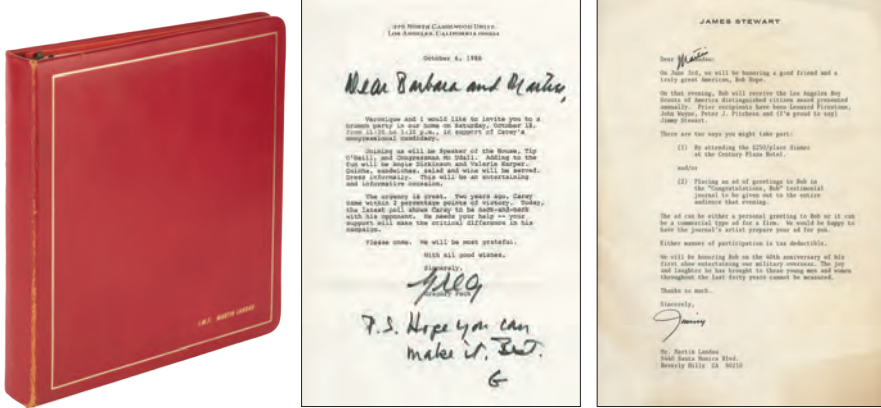 I.M.F. MARTIN LANDAU
375 NORTH CAROLWOOD DRIVE
LOS ANGELES, CALIFORNIA 90024
October 6, 1980
Dear Barbara and Martin,
Veronique and I would like to invite you to a
brunch party in our home on Saturday, October 18,
from 11:30 to 1:30 p.m., in support of Carey's
congressional candidacy.
Joining us will be Speaker of the House, Tip
O'Neill, and Congressman Mo Udall. Adding to the
fun will be Angie Dickinson and Valerie Harper.
Quiche, sandwiches, salad and wine will be served.
Dress informally. This will be an entertaining
and informative occasion.
The urgency is great. Two years ago, Carey
came within 2 percentage points of victory. Today,
the latest poll shows Carey to be neck-and-neck
with his opponent. He needs your help -- your
support will make the critical difference in his
campaign.
Please come. We will be most grateful.
With all good wishes.
Sincerely,
Greg
Gregory Peck
P.S. Hope you can
make it. Best.
G
JAMES STEWART
Dear Martin
On June 3rd, we will be honoring a good friend and a
truly great American, Bob Hope.
On that evening, Bob will receive the Los Angeles Boy
Scouts of America distinguished citizen award presented
annually. Prior recipients have been Leonard Firestone,
John Wayne, Peter J. Pitchess and (I'm proud to say)
Jimmy Stewart.
There are two ways you might take part:
(1) By attending the $250/plate dinner
at the Century Plaza Hotel.
and/or
(2) Placing an ad of greetings to Bob in
the "Congratulations, Bob" testimonial
journal to be given out to the entire
audience that evening.
The ad can be either a personal greeting to Bob or it can
be a commercial type ad for a firm. We would be happy to
have the journal's artist prepare your ad for you.
Either manner of participation is tax deductible.
We will be honoring Bob on the 40th anniversary of his
first show entertaining our military overseas. The joy
and laughter he has brought to these young men and women
throughout the last forty years cannot be measured.
Thanks so much.
Sincerely,
Jimmy
Mr. Martin Landau
Santa Monica Blvd.
Beverly Hills CA 90210